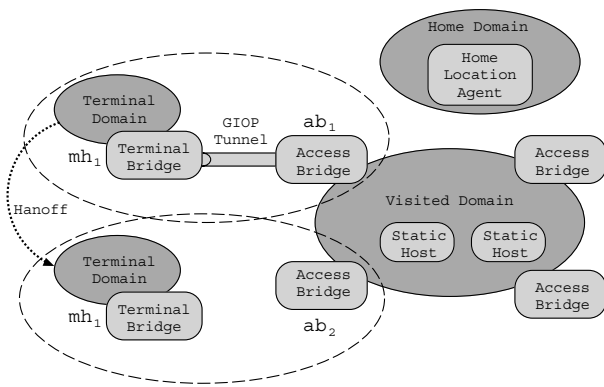 Home Domain
Home
Location
Agent
Terminal
Domain
GIOP
Tunnel
ab1
mh1
Terminal
Bridge
Access
Bridge
Access
Bridge
Visited Domain
Hanoff
Static
Host
Static
Host
Terminal
Domain
Access
Bridge
Access
Bridge
mh1
Terminal
Bridge
ab2